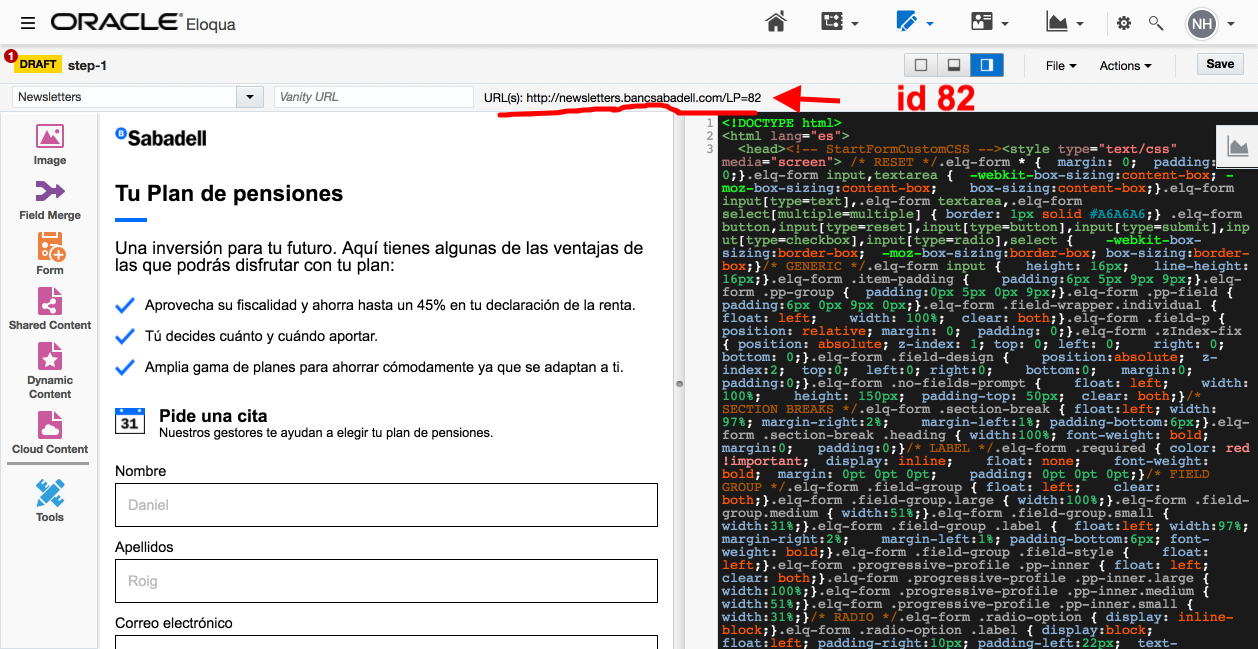 ORACLE Eloqua
NH
1
DRAFT step-1
File
Actions
Save
Newsletters
Vanity URL
URL(s): http://newsletters.bancsabadell.com/LP=82
id 82
Image
Field Merge
Form
Shared Content
Dynamic
Content
Cloud Content
Tools
B Sabadell
Tu Plan de pensiones
Una inversión para tu futuro. Aquí tienes algunas de las ventajas de
las que podrás disfrutar con tu plan:
Aprovecha su fiscalidad y ahorra hasta un 45% en tu declaración de la renta.
Tú decides cuánto y cuándo aportar.
Amplia gama de planes para ahorrar cómodamente ya que se adaptan a ti.
31
Pide una cita
Nuestros gestores te ayudan a elegir tu plan de pensiones.
Nombre
Daniel
Apellidos
Roig
Correo electrónico
1 <!DOCTYPE html>
2 <html lang="es">
3 <head><!-- StartFormCustomCSS --><style type="text/css"
media="screen"> /* RESET */.elq-form * { margin: 0; padding:
0;}.elq-form input,textarea { -webkit-box-sizing:content-box; -
moz-box-sizing:content-box; box-sizing:content-box;}.elq-form
input[type=text],.elq-form textarea,.elq-form
select[multiple=multiple] { border: 1px solid #A6A6A6;} .elq-form
button,input[type=reset],input[type=button],input[type=submit],inp
ut[type=checkbox],input[type=radio],select { -webkit-box-
sizing:border-box; -moz-box-sizing:border-box; box-sizing:border-
box;}/* GENERIC */.elq-form input { height: 16px; line-height:
16px;}.elq-form .item-padding { padding:6px 5px 9px 9px;}.elq-
form .pp-group { padding:0px 5px 0px 9px;}.elq-form .pp-field {
padding:6px 0px 9px 0px;}.elq-form .field-wrapper.individual {
float: left; width: 100%; clear: both;}.elq-form .field-p {
position: relative; margin: 0; padding: 0;}.elq-form .zIndex-fix
{ position: absolute; z-index: 1; top: 0; left: 0; right: 0;
bottom: 0;}.elq-form .field-design { position:absolute; z-
index:2; top:0; left:0; right:0; bottom:0; margin:0;
padding:0;}.elq-form .no-fields-prompt { float: left; width:
100%; height: 150px; padding-top: 50px; clear: both;}/*
SECTION BREAKS */.elq-form .section-break { float:left; width:
97%; margin-right:2%; margin-left:1%; padding-bottom:6px;}.elq-
form .section-break .heading { width:100%; font-weight: bold;
margin:0; padding:0;}/* LABEL */.elq-form .required { color: red
!important; display: inline; float: none; font-weight:
bold; margin: 0pt 0pt 0pt; padding: 0pt 0pt 0pt;}/* FIELD
GROUP */.elq-form .field-group { float: left; clear:
both;}.elq-form .field-group.large { width:100%;}.elq-form .field-
group.medium { width:51%;}.elq-form .field-group.small {
width:31%;}.elq-form .field-group .label { float:left; width:97%;
margin-right:2%; margin-left:1%; padding-bottom:6px; font-
weight: bold;}.elq-form .field-group .field-style { float:
left;}.elq-form .progressive-profile .pp-inner { float: left;
clear: both;}.elq-form .progressive-profile .pp-inner.large {
width:100%;}.elq-form .progressive-profile .pp-inner.medium {
width:51%;}.elq-form .progressive-profile .pp-inner.small {
width:31%;}/* RADIO */.elq-form .radio-option { display: inline-
block;}.elq-form .radio-option .label { display:block;
float:left; padding-right:10px; padding-left:22px; text-